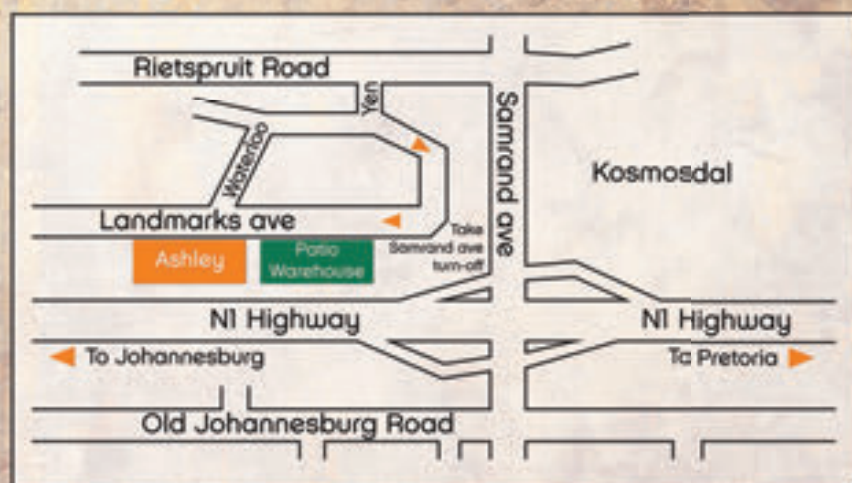 Rietspruit Road
Yen
Samrand ave
Waterloo
Kosmosdal
Landmarks ave
Take
Samrand ave
turn-off
Ashley
Patio
Warehouse
N1 Highway
N1 Highway
To Johannesburg
To Pretoria
Old Johannesburg Road